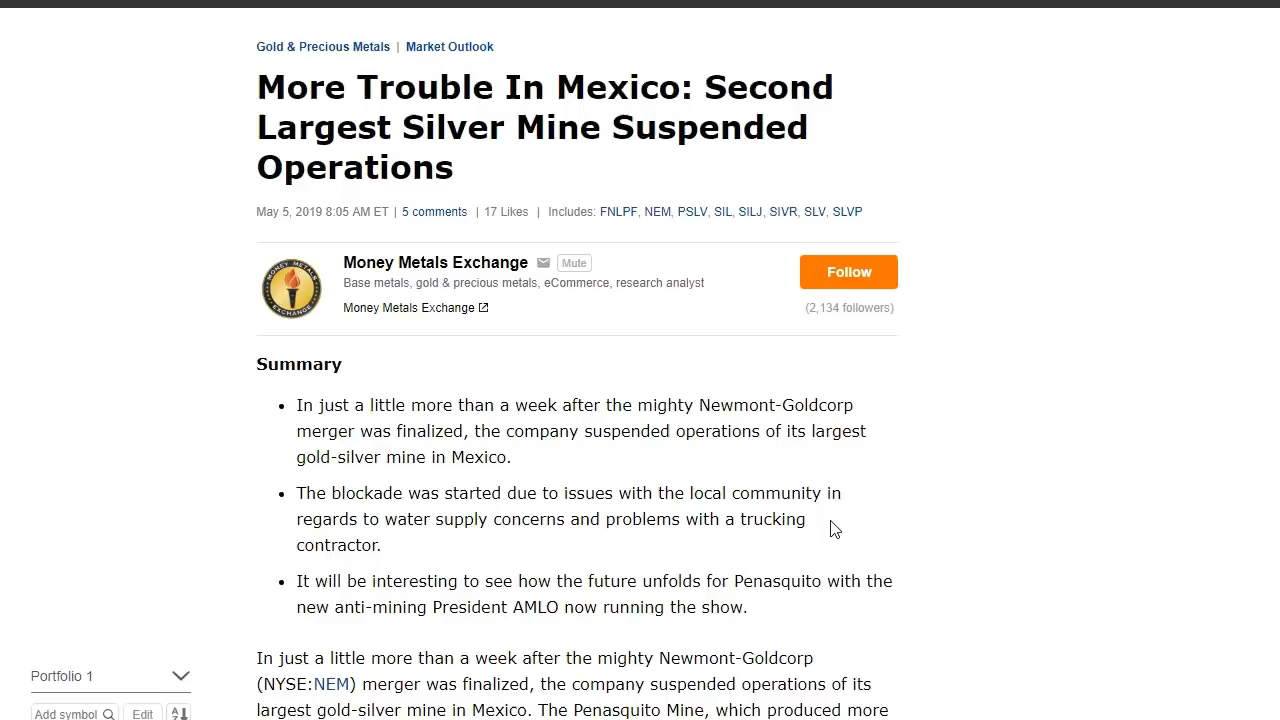 Gold & Precious Metals | Market Outlook
More Trouble In Mexico: Second
Largest Silver Mine Suspended
Operations
May 5, 2019 8:05 AM ET | 5 comments | 17 Likes | Includes: FNLPF, NEM, PSLV, SIL, SILJ, SIVR, SLV, SLVP
Money Metals Exchange Mute
Base metals, gold & precious metals, eCommerce, research analyst
Money Metals Exchange
Follow
(2,134 followers)
MONEY METALS
EXCHANGE
Summary
• In just a little more than a week after the mighty Newmont-Goldcorp
merger was finalized, the company suspended operations of its largest
gold-silver mine in Mexico.
• The blockade was started due to issues with the local community in
regards to water supply concerns and problems with a trucking
contractor.
• It will be interesting to see how the future unfolds for Penasquito with the
new anti-mining President AMLO now running the show.
In just a little more than a week after the mighty Newmont-Goldcorp
(NYSE:NEM) merger was finalized, the company suspended operations of its
largest gold-silver mine in Mexico. The Penasquito Mine, which produced more
Portfolio 1
Add symbol Edit A Z